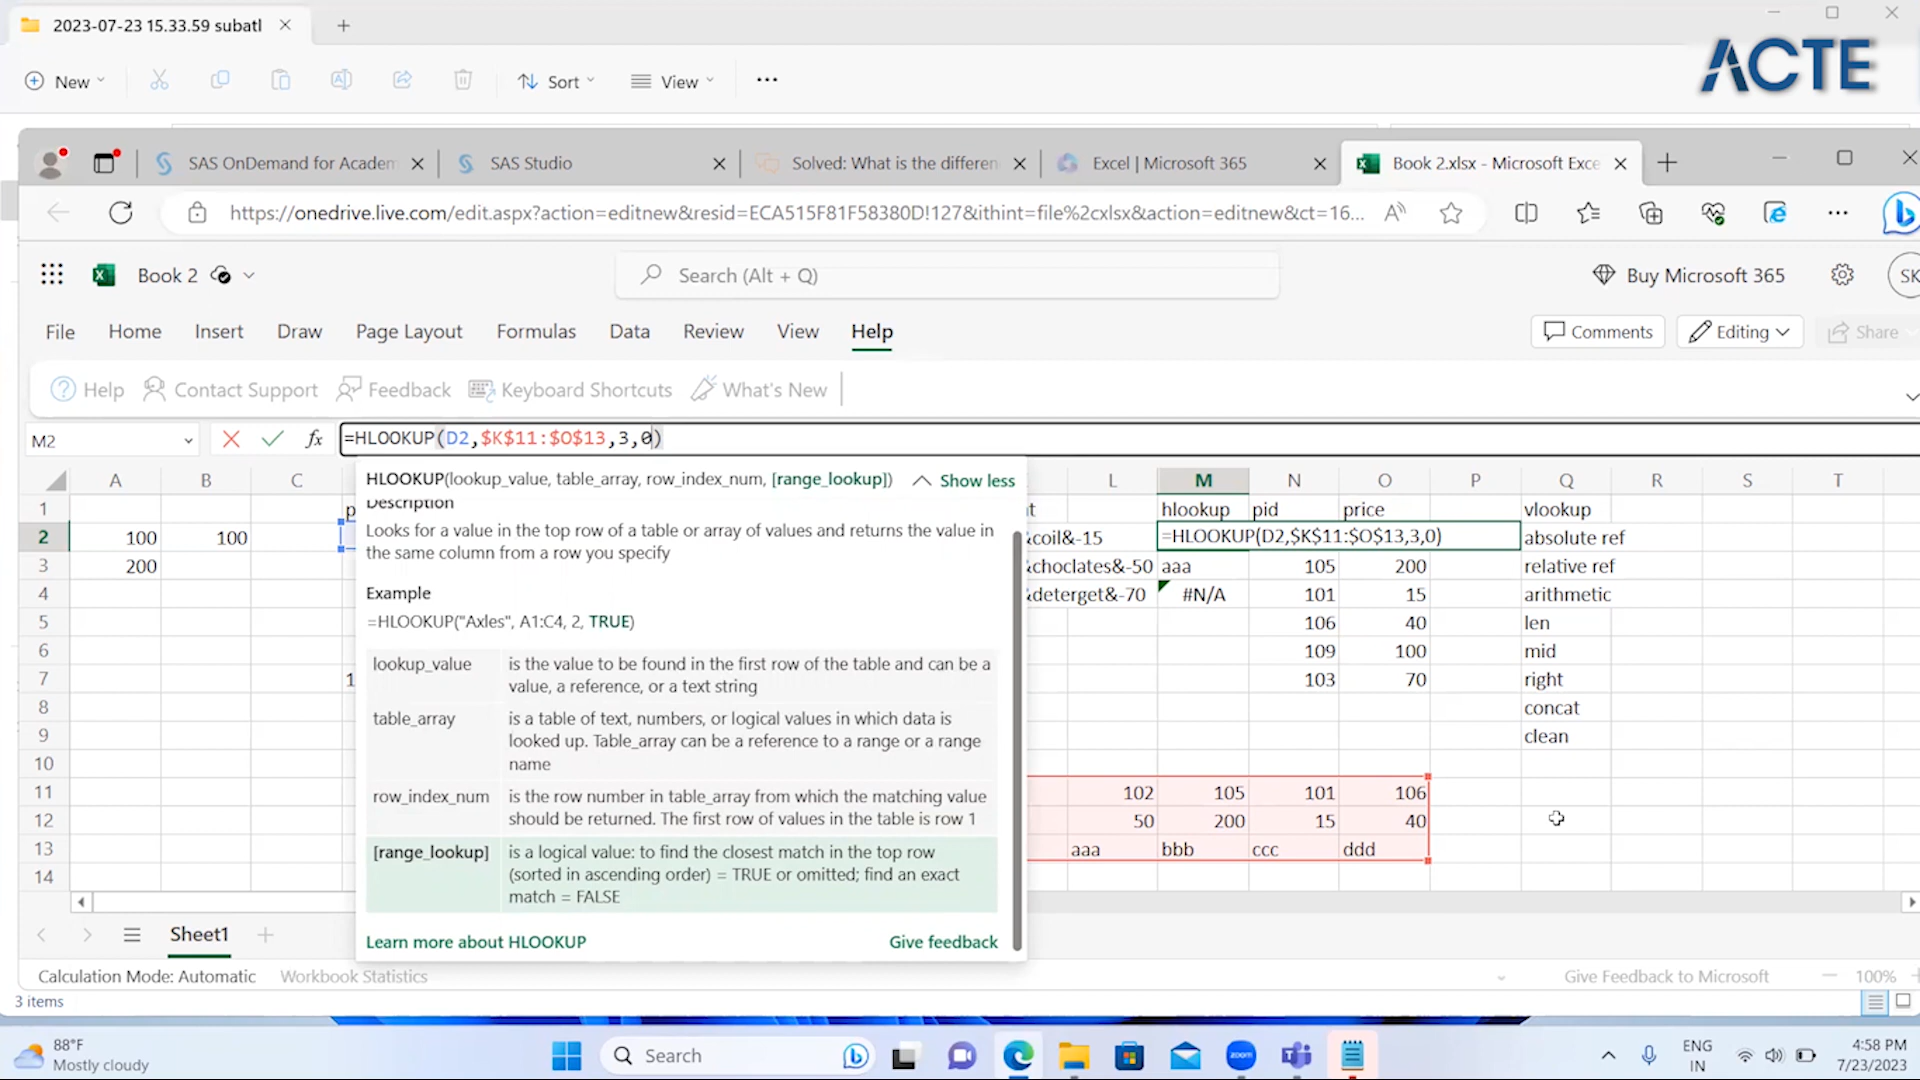 2023-07-23 15.33.59 subatl
New
Sort
View
ACTE
SAS OnDemand for Academ
SAS Studio
Solved: What is the differen
Excel | Microsoft 365
Book 2.xlsx - Microsoft Exce
https://onedrive.live.com/edit.aspx?action=editnew&resid=ECA515F81F58380D!127&ithint=file%2cxlsx&action=editnew&ct=16...
Book 2
Search (Alt + Q)
Buy Microsoft 365
SK
File Home Insert Draw Page Layout Formulas Data Review View Help
Comments
Editing
Share
Help Contact Support Feedback Keyboard Shortcuts What's New
M2
fx
=HLOOKUP(D2,$K$11:$O$13,3,0)
A B C L M N O P Q R S T
HLOOKUP(lookup_value, table_array, row_index_num, [range_lookup])
Show less
Description
Looks for a value in the top row of a table or array of values and returns the value in
the same column from a row you specify
Example
=HLOOKUP("Axles", A1:C4, 2, TRUE)
lookup_value
is the value to be found in the first row of the table and can be a
value, a reference, or a text string
table_array
is a table of text, numbers, or logical values in which data is
looked up. Table_array can be a reference to a range or a range
name
row_index_num
is the row number in table_array from which the matching value
should be returned. The first row of values in the table is row 1
[range_lookup]
is a logical value: to find the closest match in the top row
(sorted in ascending order) = TRUE or omitted; find an exact
match = FALSE
Learn more about HLOOKUP
Give feedback
1 p t hlookup pid price vlookup
2 100 100 &coil&-15 =HLOOKUP(D2,$K$11:$O$13,3,0) absolute ref
3 200 &choclates&-50 aaa 105 200 relative ref
4 &deterget&-70 #N/A 101 15 arithmetic
5 106 40 len
6 109 100 mid
7 1 103 70 right
8 concat
9 clean
10
11 102 105 101 106
12 50 200 15 40
13 aaa bbb ccc ddd
14
Sheet1
Calculation Mode: Automatic
Workbook Statistics
Give Feedback to Microsoft
100%
3 items
88°F
Mostly cloudy
Search
zoom
ENG
IN
4:58 PM
7/23/2023